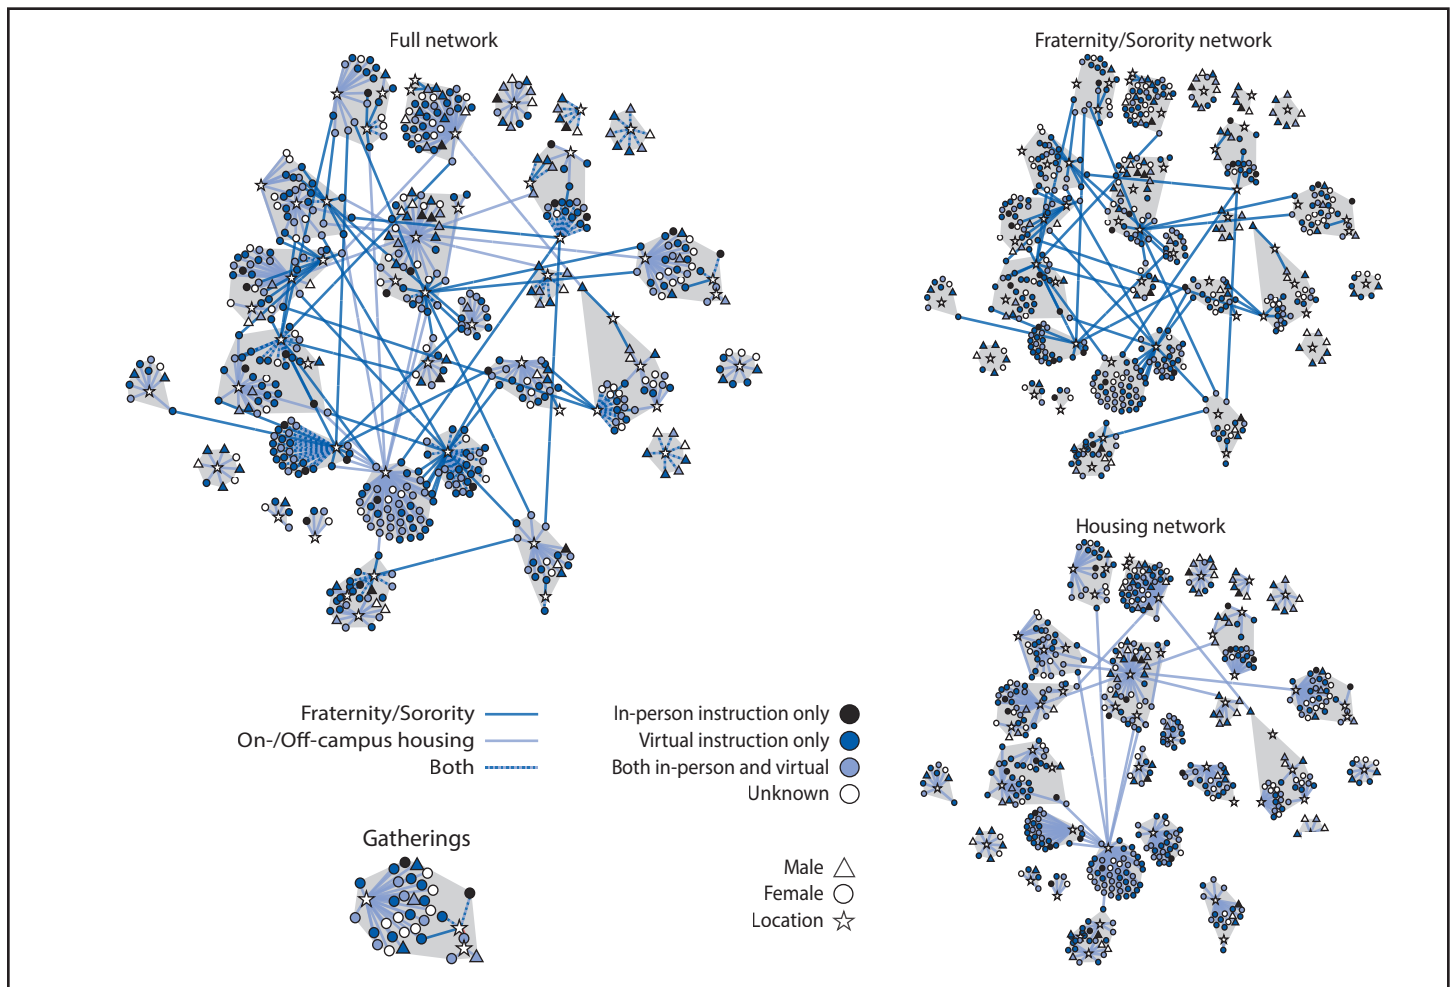 Full network
Fraternity/Sorority network
Housing network
Fraternity/Sorority
On-/Off-campus housing
Both
In-person instruction only
Virtual instruction only
Both in-person and virtual
Unknown
Gatherings
Male
Female
Location